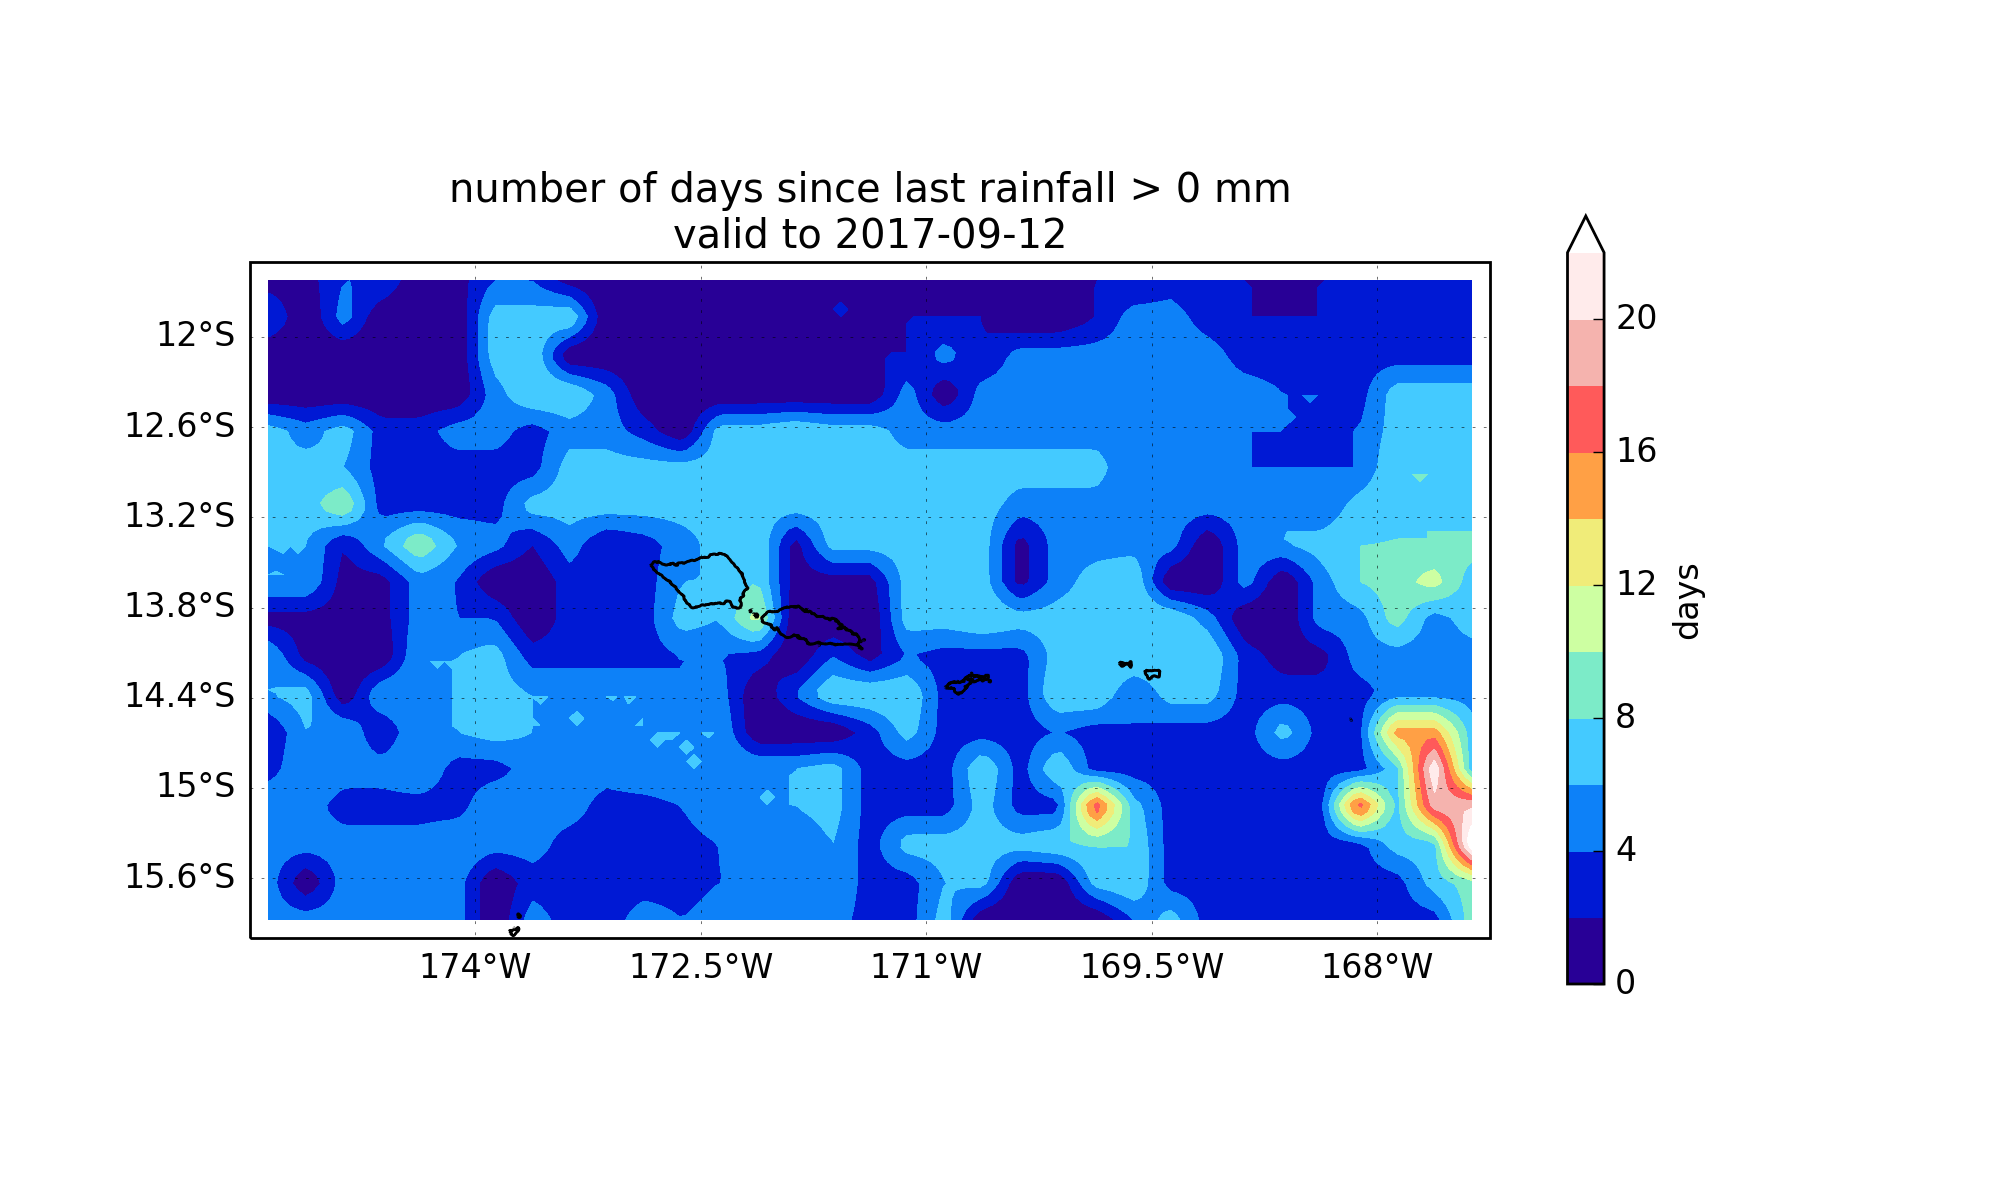 number of days since last rainfall > 0 mm
valid to 2017-09-12
12°S
12.6°S
13.2°S
13.8°S
14.4°S
15°S
15.6°S
174°W 172.5°W 171°W 169.5°W 168°W
20
16
12
8
4
0
days